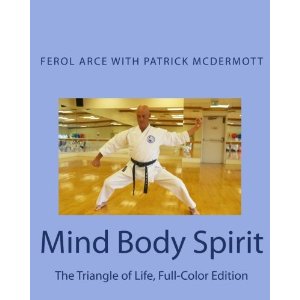 FEROL ARCE WITH PATRICK MCDERMOTT
Mind Body Spirit
The Triangle of Life, Full-Color Edition